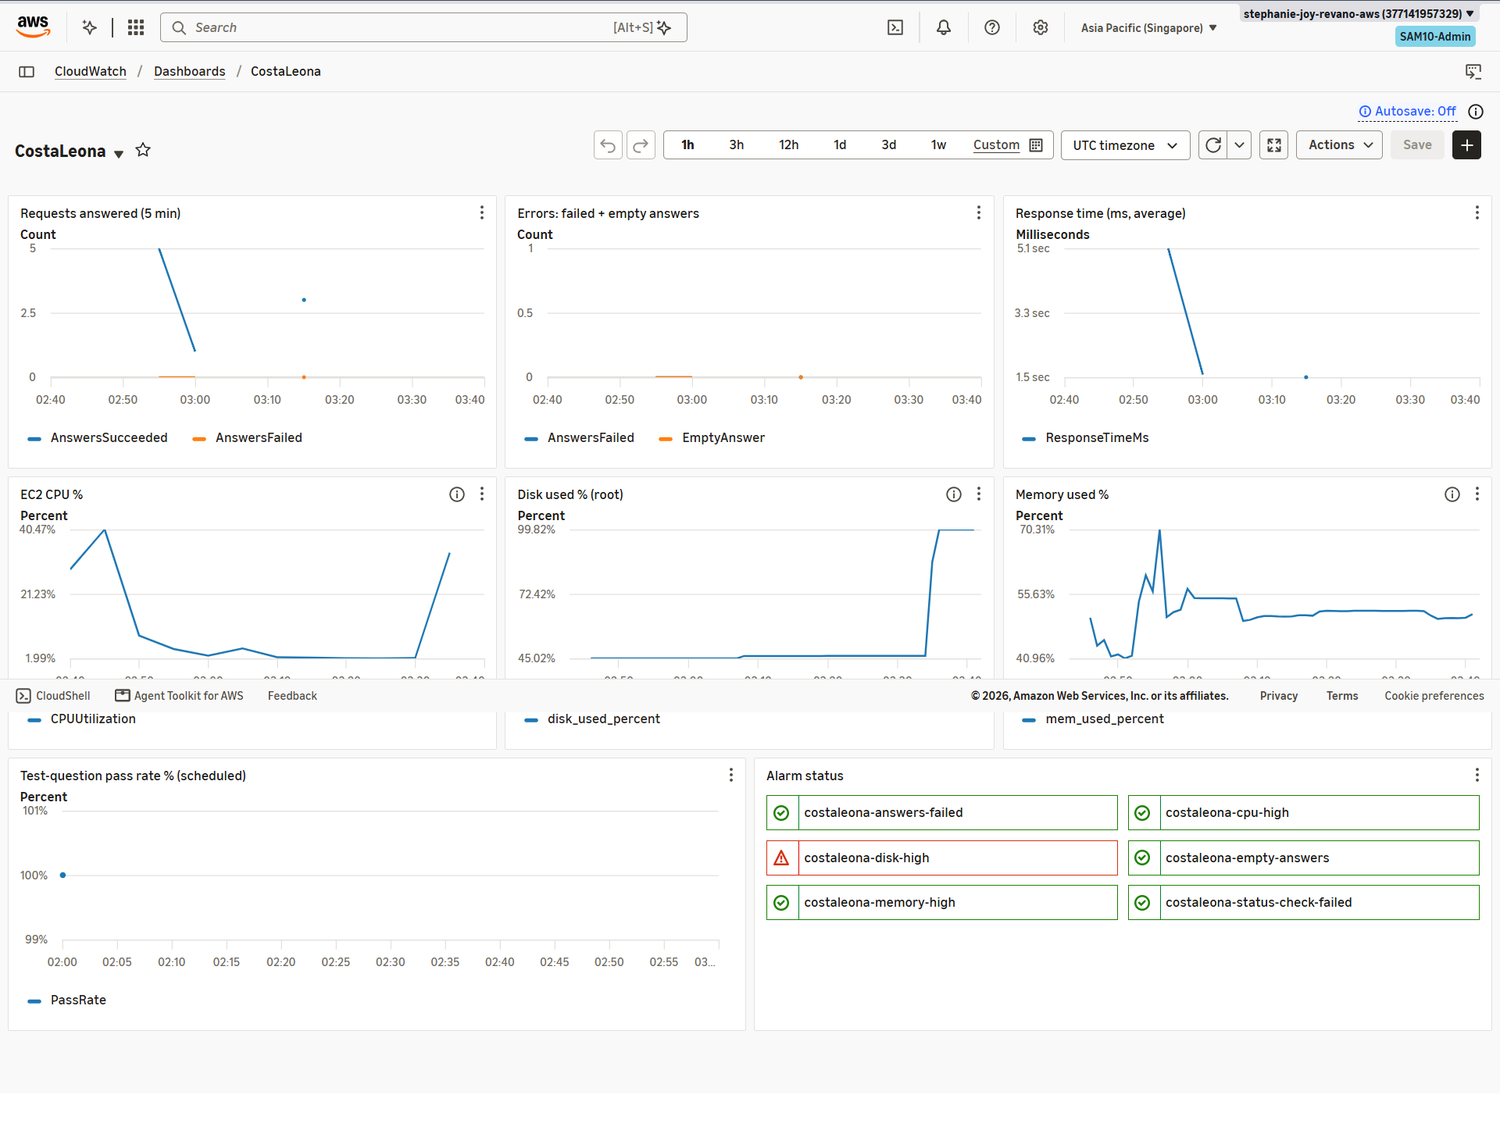 aws
Search
[Alt+S]
Asia Pacific (Singapore)
stephanie-joy-revano-aws (377141957329)
SAM10-Admin
CloudWatch / Dashboards / CostaLeona
Autosave: Off
CostaLeona
1h 3h 12h 1d 3d 1w Custom
UTC timezone
Actions
Save
Requests answered (5 min)
Count
5
2.5
0
02:40 02:50 03:00 03:10 03:20 03:30 03:40
AnswersSucceeded AnswersFailed
Errors: failed + empty answers
Count
1
0.5
0
02:40 02:50 03:00 03:10 03:20 03:30 03:40
AnswersFailed EmptyAnswer
Response time (ms, average)
Milliseconds
5.1 sec
3.3 sec
1.5 sec
02:40 02:50 03:00 03:10 03:20 03:30 03:40
ResponseTimeMs
EC2 CPU %
Percent
40.47%
21.23%
1.99%
Disk used % (root)
Percent
99.82%
72.42%
45.02%
Memory used %
Percent
70.31%
55.63%
40.96%
CloudShell Agent Toolkit for AWS Feedback
© 2026, Amazon Web Services, Inc. or its affiliates. Privacy Terms Cookie preferences
CPUUtilization
disk_used_percent
mem_used_percent
Test-question pass rate % (scheduled)
Percent
101%
100%
99%
02:00 02:05 02:10 02:15 02:20 02:25 02:30 02:35 02:40 02:45 02:50 02:55 03...
PassRate
Alarm status
costaleona-answers-failed
costaleona-cpu-high
costaleona-disk-high
costaleona-empty-answers
costaleona-memory-high
costaleona-status-check-failed